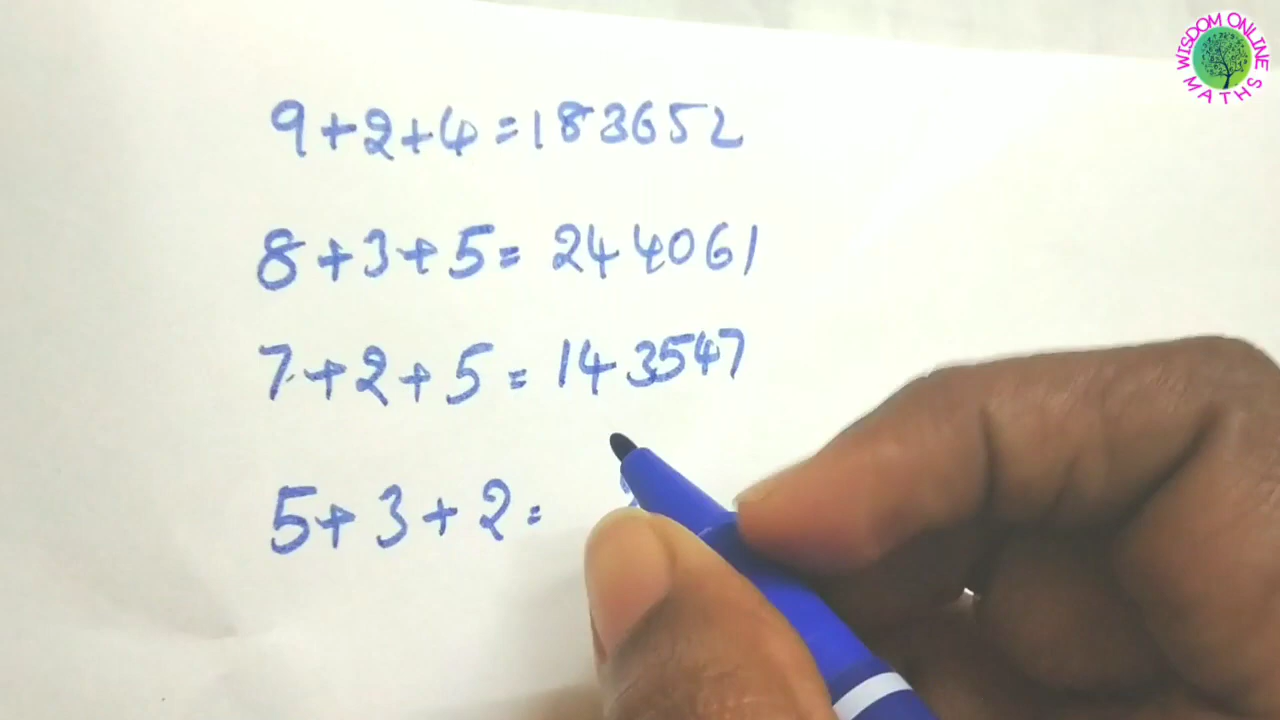 WISDOM ONLINE MATHS
9+2+4=183652
8+3+5=244061
7+2+5=143547
5+3+2=